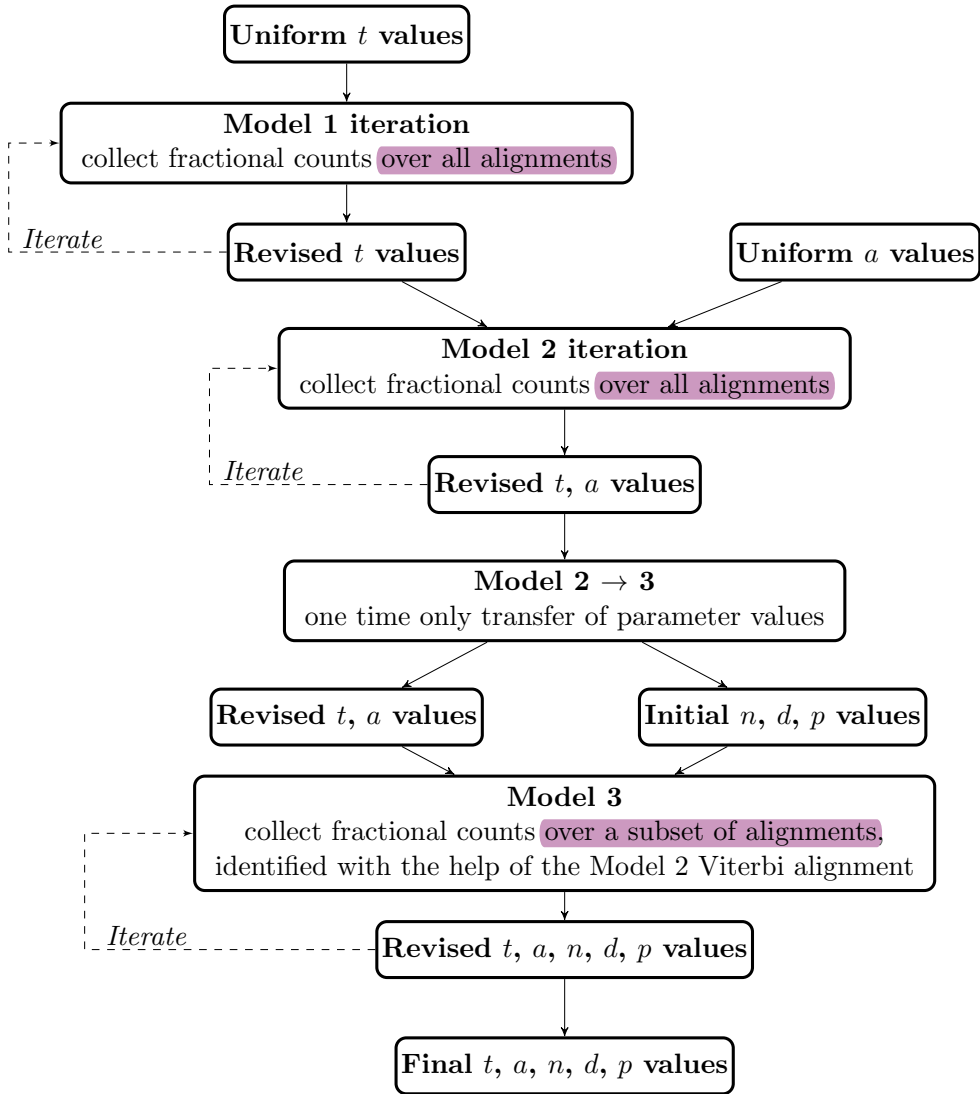 Uniform t values
Model 1 iteration
collect fractional counts over all alignments
Iterate
Revised t values
Uniform a values
Model 2 iteration
collect fractional counts over all alignments
Iterate
Revised t, a values
Model 2 → 3
one time only transfer of parameter values
Revised t, a values
Initial n, d, p values
Model 3
collect fractional counts over a subset of alignments,
identified with the help of the Model 2 Viterbi alignment
Iterate
Revised t, a, n, d, p values
Final t, a, n, d, p values